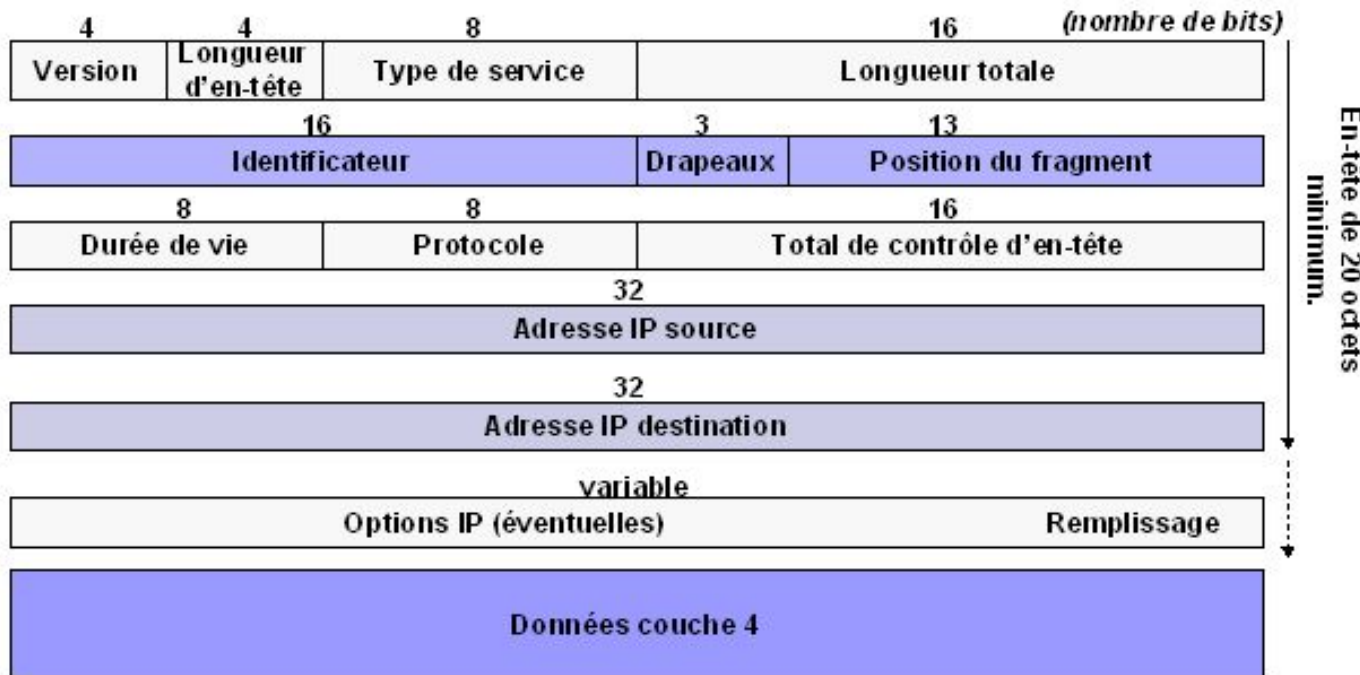 4 4 8 16 (nombre de bits)
Version Longueur d'en-tête Type de service Longueur totale
16 3 13
Identificateur Drapeaux Position du fragment
8 8 16
Durée de vie Protocole Total de contrôle d'en-tête
32
Adresse IP source
32
Adresse IP destination
variable
Options IP (éventuelles) Remplissage
Données couche 4
En-tête de 20 octets
minimum.